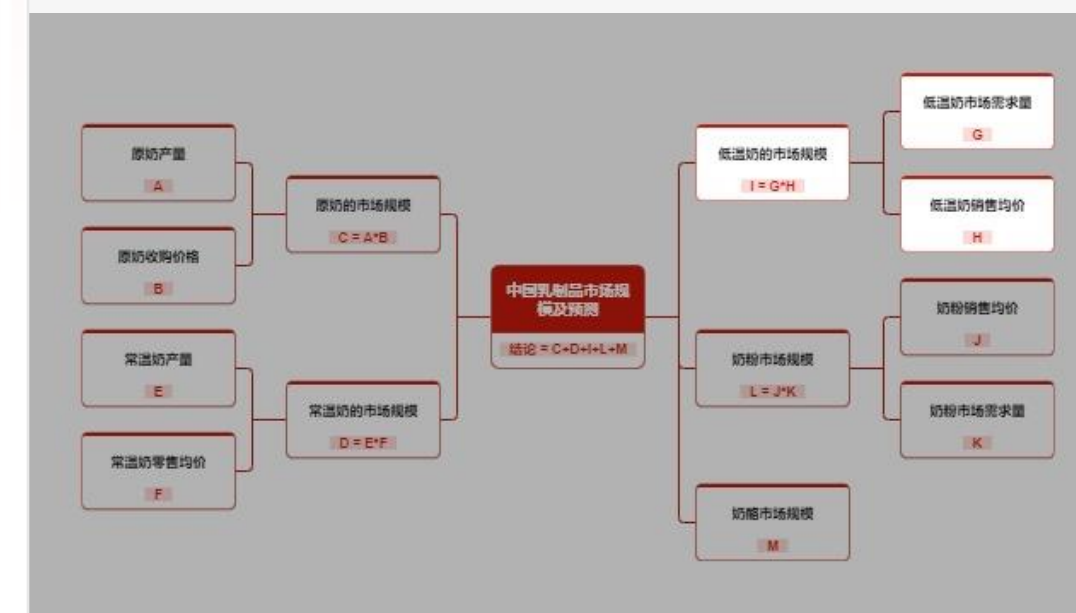 原奶产量
A
原奶收购价格
B
原奶的市场规模
C = A*B
常温奶产量
E
常温奶零售均价
F
常温奶的市场规模
D = E*F
中国乳制品市场规
模及预测
结论 = C+D+I+L+M
低温奶的市场规模
I = G*H
低温奶市场需求量
G
低温奶销售均价
H
奶粉市场规模
L = J*K
奶粉销售均价
J
奶粉市场需求量
K
奶酪市场规模
M